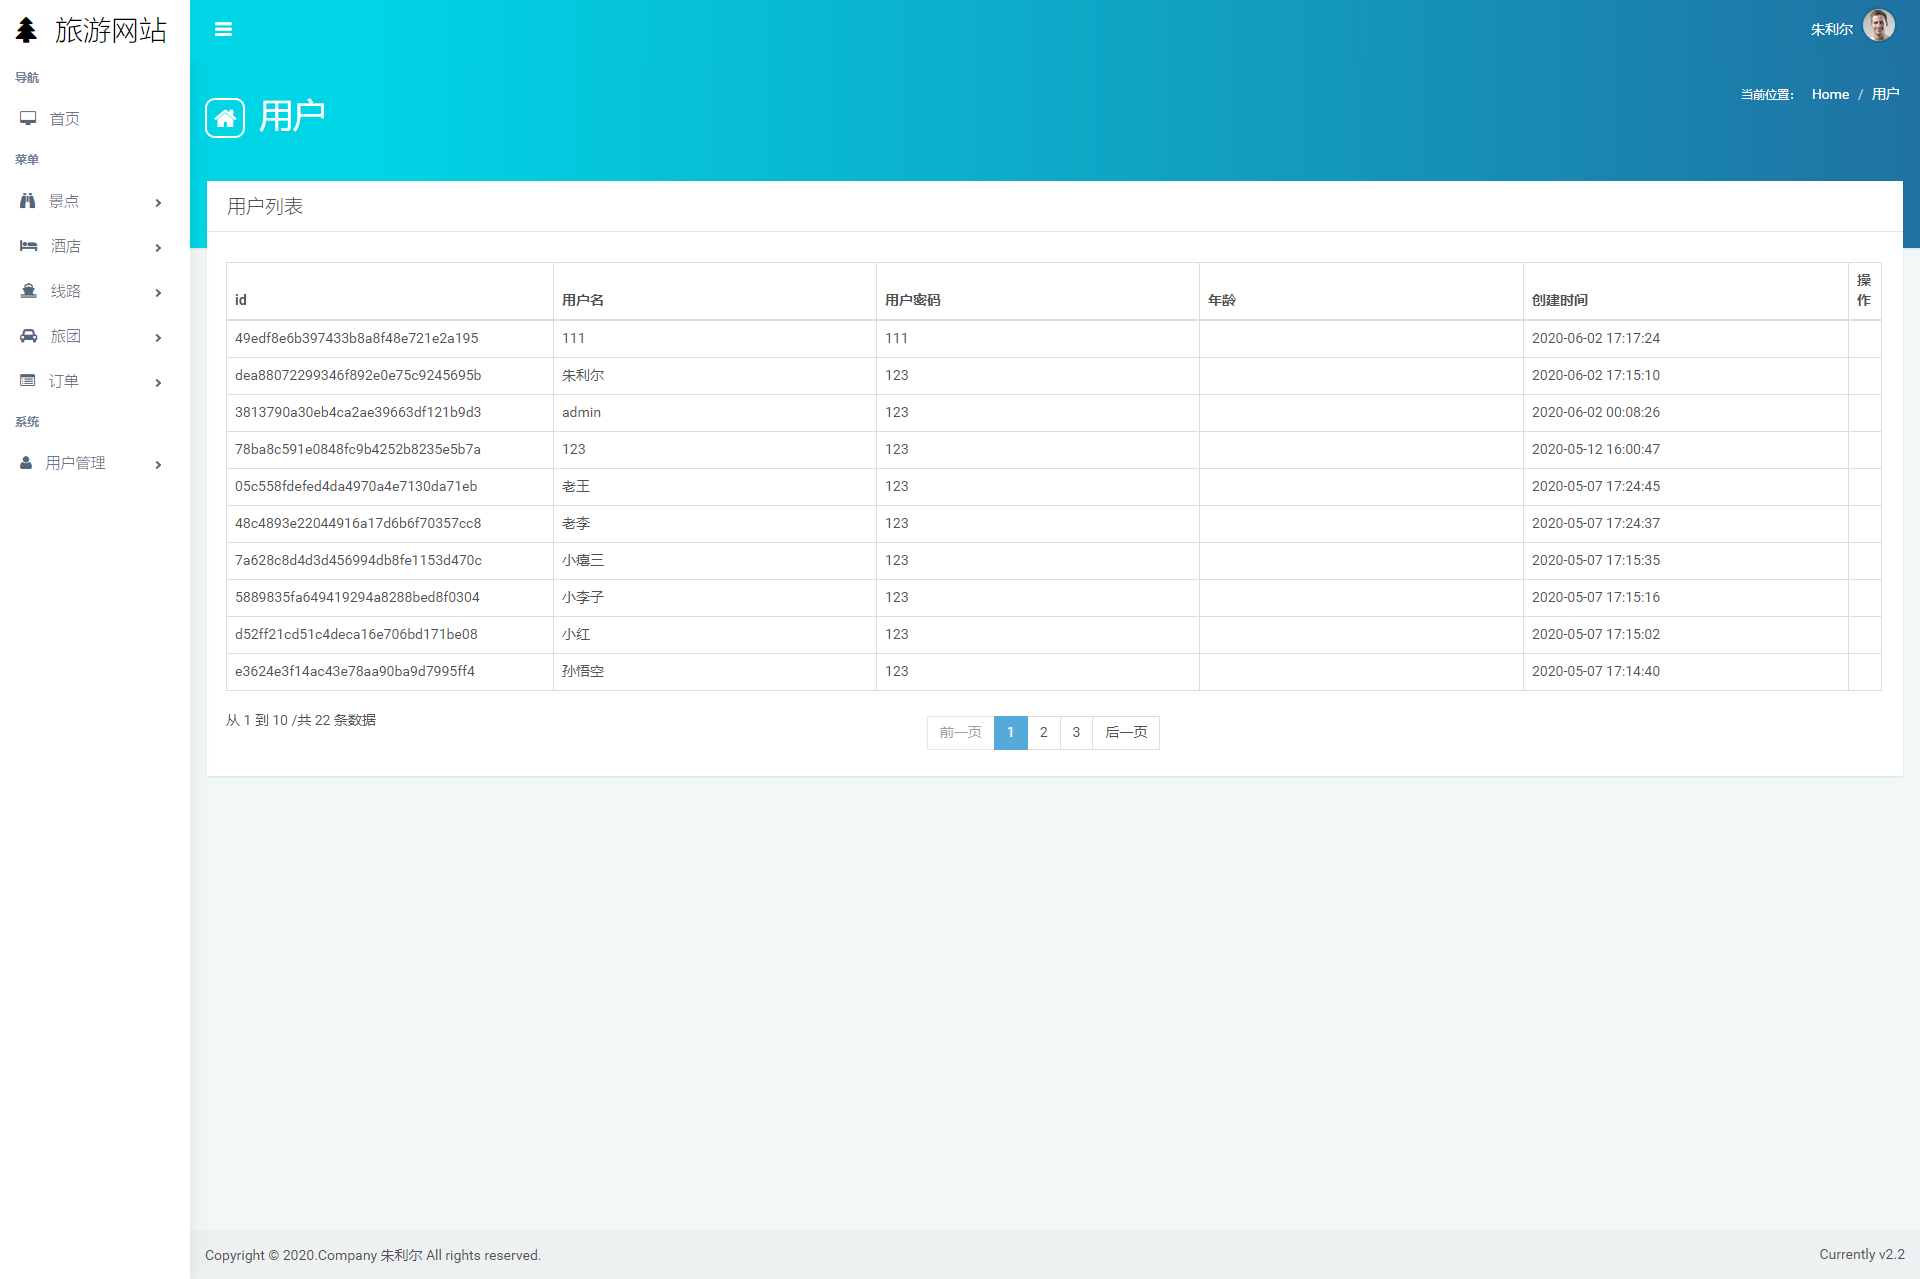 旅游网站
导航
首页
菜单
景点
酒店
线路
旅团
订单
系统
用户管理
朱利尔
用户
当前位置: Home / 用户
用户列表
id 用户名 用户密码 年龄 创建时间 操作
49edf8e6b397433b8a8f48e721e2a195 111 111 2020-06-02 17:17:24
dea88072299346f892e0e75c9245695b 朱利尔 123 2020-06-02 17:15:10
3813790a30eb4ca2ae39663df121b9d3 admin 123 2020-06-02 00:08:26
78ba8c591e0848fc9b4252b8235e5b7a 123 123 2020-05-12 16:00:47
05c558fdefed4da4970a4e7130da71eb 老王 123 2020-05-07 17:24:45
48c4893e22044916a17d6b6f70357cc8 老李 123 2020-05-07 17:24:37
7a628c8d4d3d456994db8fe1153d470c 小瘪三 123 2020-05-07 17:15:35
5889835fa649419294a8288bed8f0304 小李子 123 2020-05-07 17:15:16
d52ff21cd51c4deca16e706bd171be08 小红 123 2020-05-07 17:15:02
e3624e3f14ac43e78aa90ba9d7995ff4 孙悟空 123 2020-05-07 17:14:40
从 1 到 10 /共 22 条数据
前一页 1 2 3 后一页
Copyright © 2020.Company 朱利尔 All rights reserved.
Currently v2.2